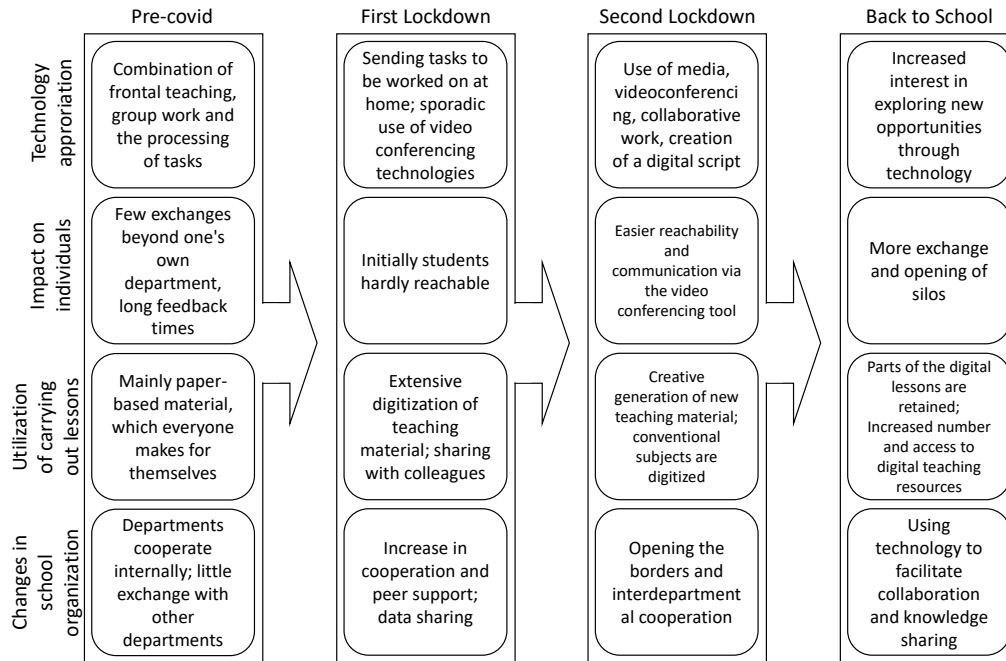 Pre-covid
First Lockdown
Second Lockdown
Back to School
Technology
approriation
Combination of
frontal teaching,
group work and
the processing
of tasks
Sending tasks to
be worked on at
home; sporadic
use of video
conferencing
technologies
Use of media,
videoconferenci
ng, collaborative
work, creation
of a digital script
Increased
interest in
exploring new
opportunities
through
technology
Impact on
individuals
Few exchanges
beyond one's
own
department,
long feedback
times
Initially students
hardly reachable
Easier reachability
and
communication via
the video
conferencing tool
More exchange
and opening of
silos
Utilization
of carrying
out lessons
Mainly paper-
based material,
which everyone
makes for
themselves
Extensive
digitization of
teaching
material; sharing
with colleagues
Creative
generation of new
teaching material;
conventional
subjects are
digitized
Parts of the digital
lessons are
retained;
Increased number
and access to
digital teaching
resources
Changes in
school
organization
Departments
cooperate
internally; little
exchange with
other
departments
Increase in
cooperation and
peer support;
data sharing
Opening the
borders and
interdepartment
al cooperation
Using
technology to
facilitate
collaboration
and knowledge
sharing